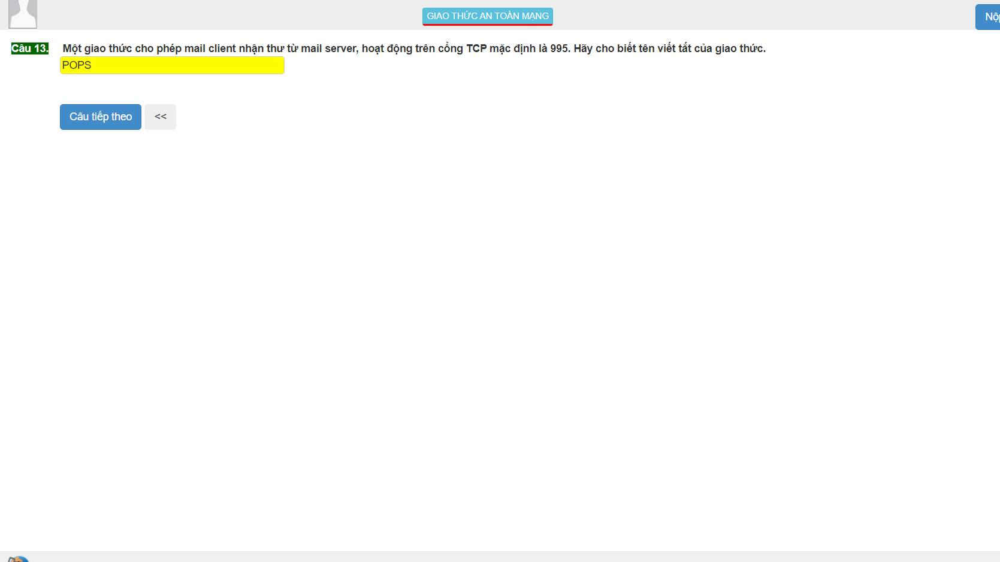 GIAO THỨC AN TOÀN MẠNG
Câu 13. Một giao thức cho phép mail client nhận thư từ mail server, hoạt động trên cổng TCP mặc định là 995. Hãy cho biết tên viết tắt của giao thức.
POPS
Câu tiếp theo <<